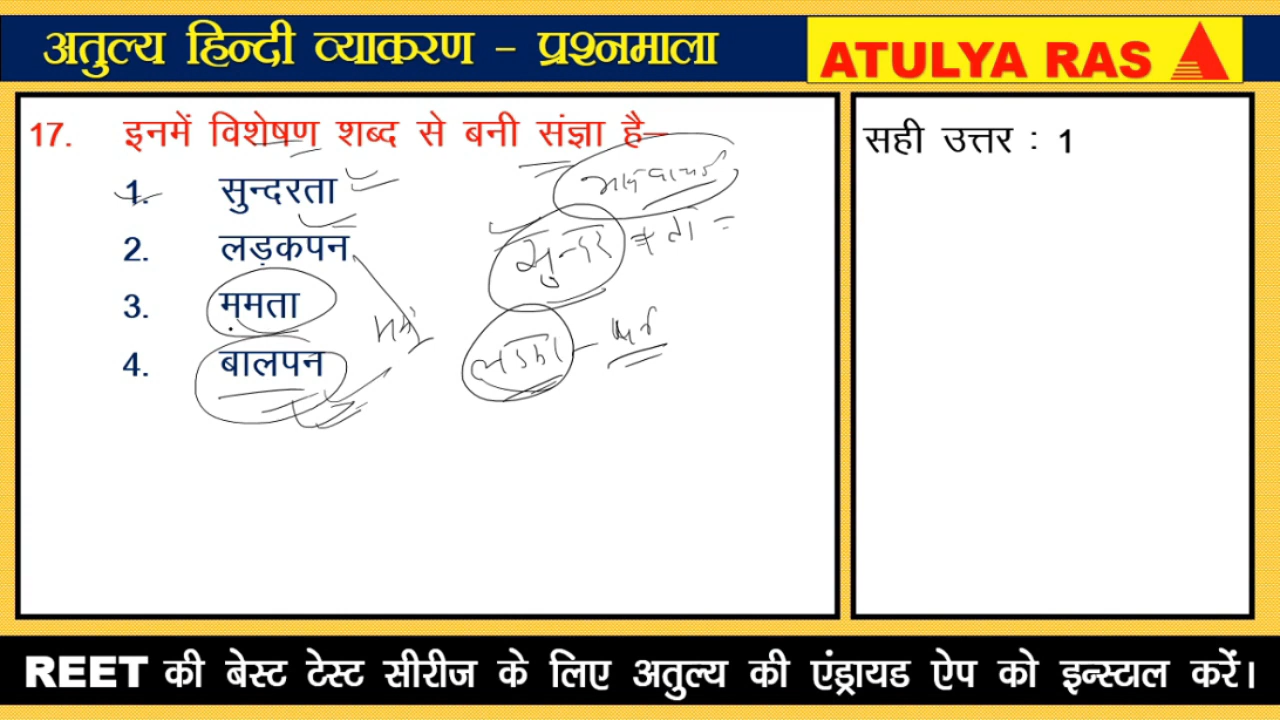 अतुल्य हिन्दी व्याकरण - प्रश्नमाला
ATULYA RAS
17. इनमें विशेषण शब्द से बनी संज्ञा है–
1. सुन्दरता
2. लड़कपन
3. ममता
4. बालपन
सुन्दर + ता =
सही उत्तर : 1
REET की बेस्ट टेस्ट सीरीज के लिए अतुल्य की एंड्रायड ऐप को इन्स्टाल करें।